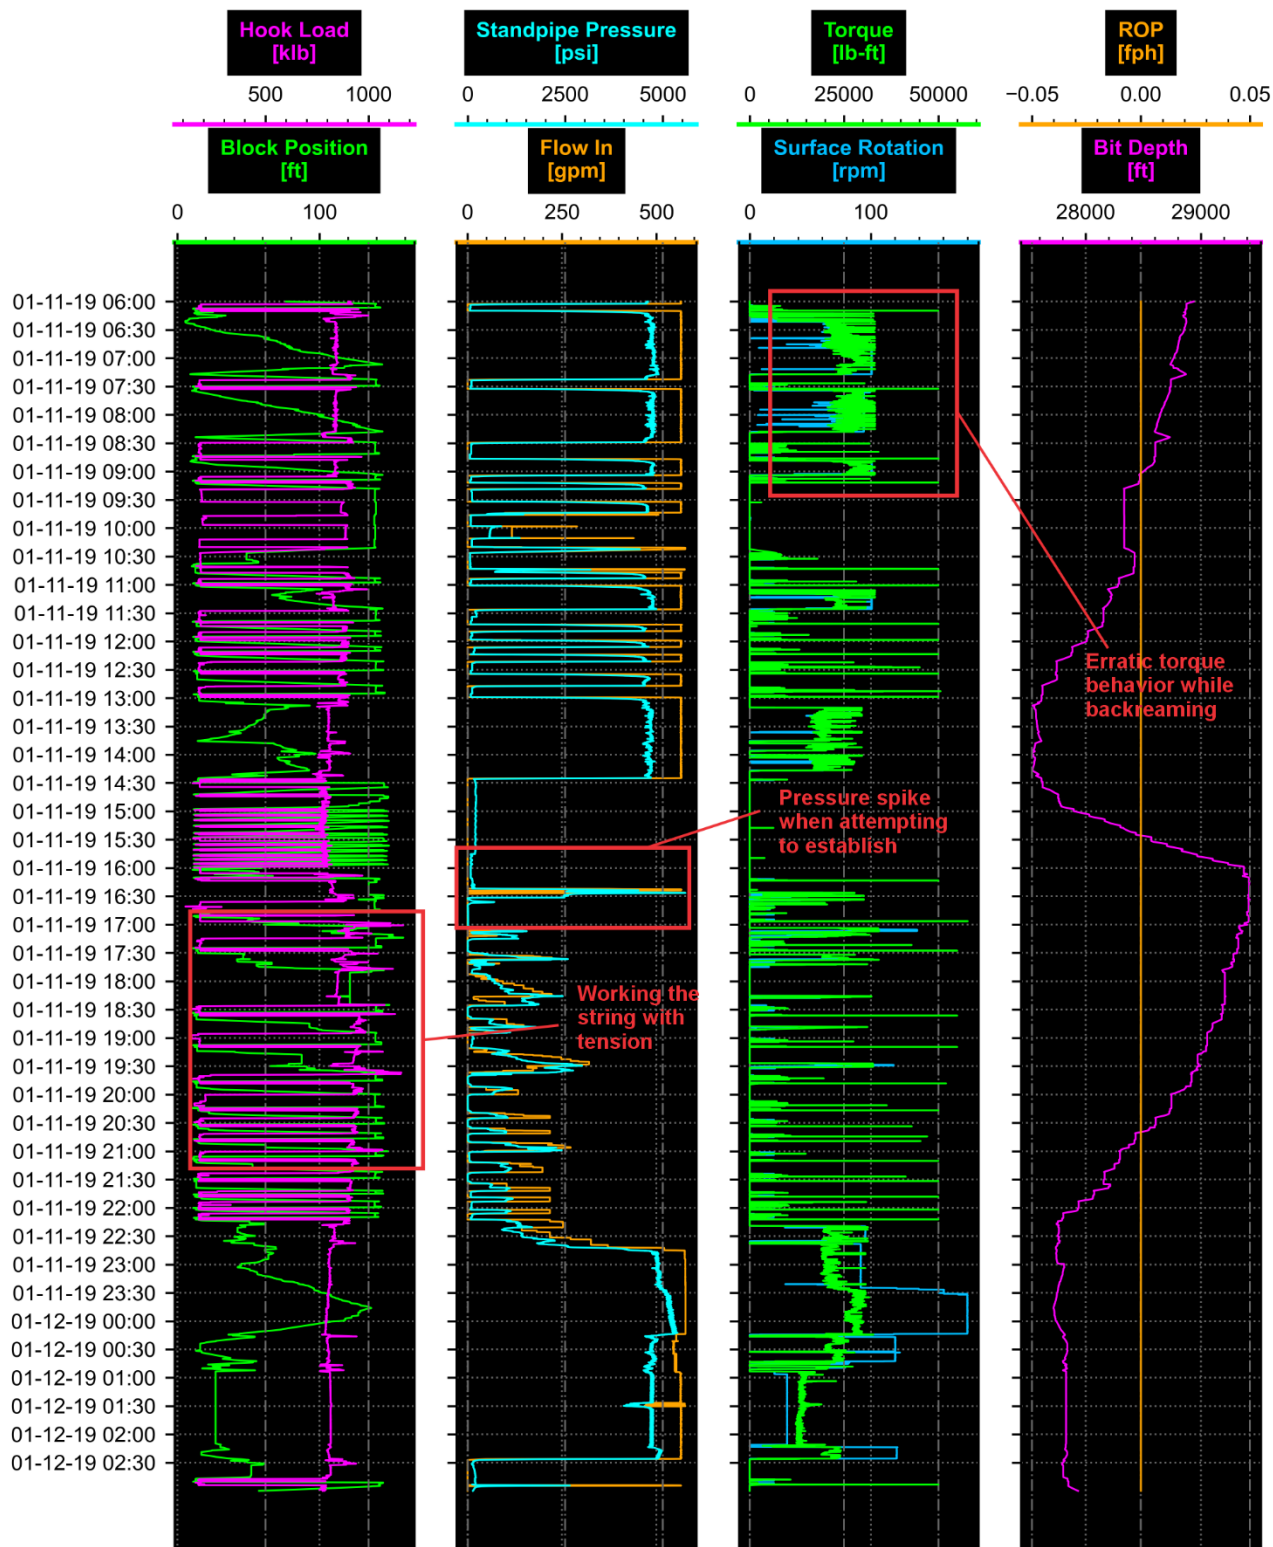 Hook Load
[klb]
Standpipe Pressure
[psi]
Torque
[lb-ft]
ROP
[fph]
500 1000
0 2500 5000
0 25000 50000
−0.05 0.00 0.05
Block Position
[ft]
Flow In
[gpm]
Surface Rotation
[rpm]
Bit Depth
[ft]
0 100
0 250 500
0 100
28000 29000
01-11-19 06:00
01-11-19 06:30
01-11-19 07:00
01-11-19 07:30
01-11-19 08:00
01-11-19 08:30
01-11-19 09:00
01-11-19 09:30
01-11-19 10:00
01-11-19 10:30
01-11-19 11:00
01-11-19 11:30
01-11-19 12:00
01-11-19 12:30
01-11-19 13:00
01-11-19 13:30
01-11-19 14:00
01-11-19 14:30
01-11-19 15:00
01-11-19 15:30
01-11-19 16:00
01-11-19 16:30
01-11-19 17:00
01-11-19 17:30
01-11-19 18:00
01-11-19 18:30
01-11-19 19:00
01-11-19 19:30
01-11-19 20:00
01-11-19 20:30
01-11-19 21:00
01-11-19 21:30
01-11-19 22:00
01-11-19 22:30
01-11-19 23:00
01-11-19 23:30
01-12-19 00:00
01-12-19 00:30
01-12-19 01:00
01-12-19 01:30
01-12-19 02:00
01-12-19 02:30
Erratic torque
behavior while
backreaming
Pressure spike
when attempting
to establish
Working the
string with
tension